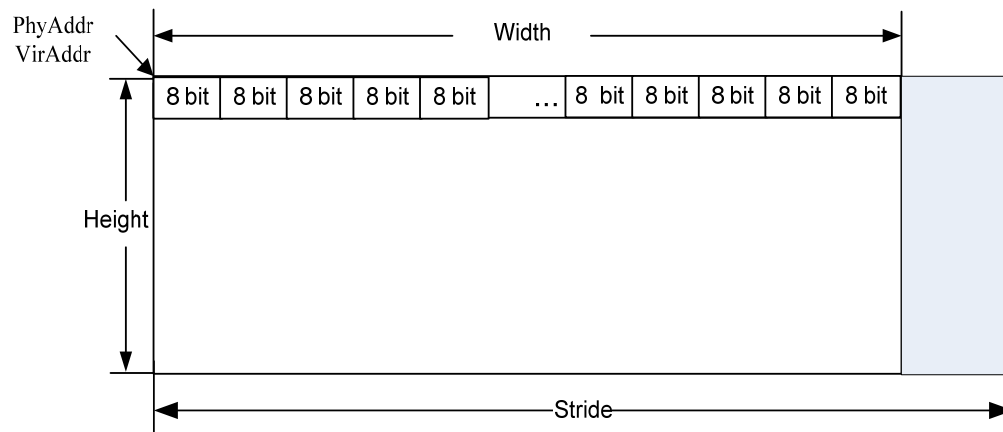 PhyAddr
VirAddr
Width
8 bit 8 bit 8 bit 8 bit 8 bit ... 8 bit 8 bit 8 bit 8 bit 8 bit
Height
Stride